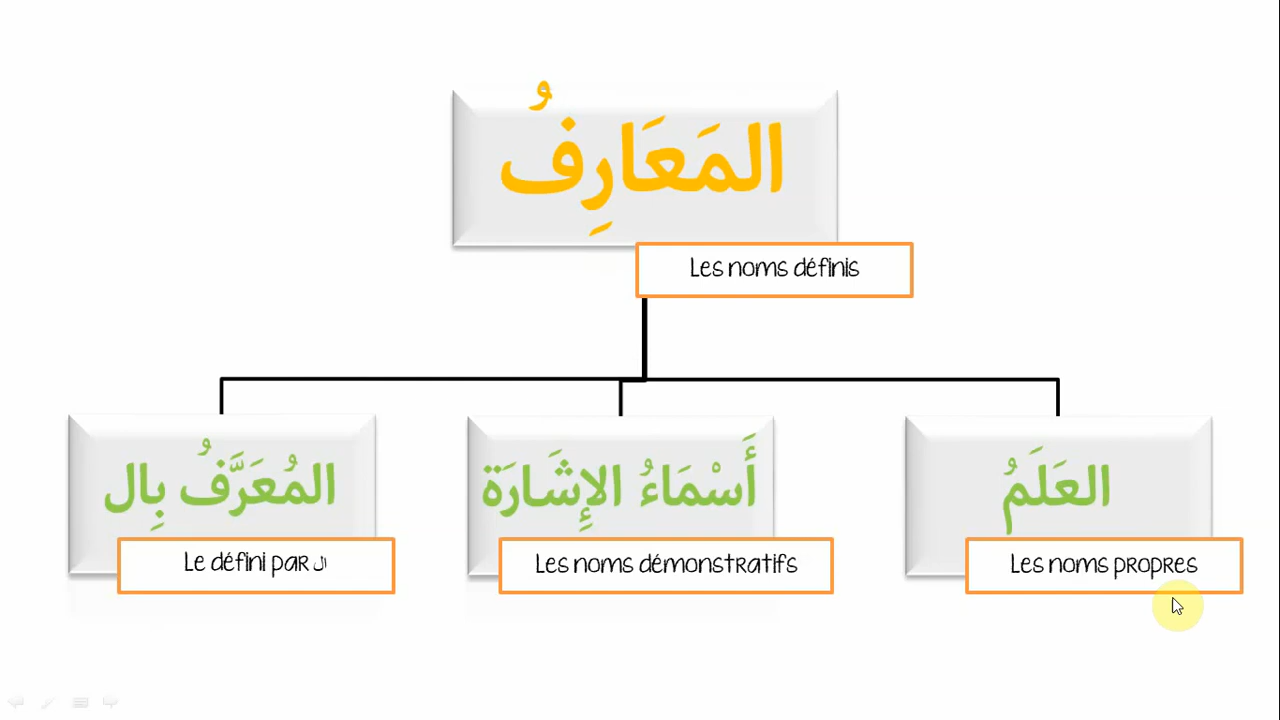 المَعَارِفُ
Les noms définis
العَلَمُ
Les noms propres
أَسْمَاءُ الإِشَارَة
Les noms démonstratifs
المُعَرَّفُ بِال
Le défini par ال